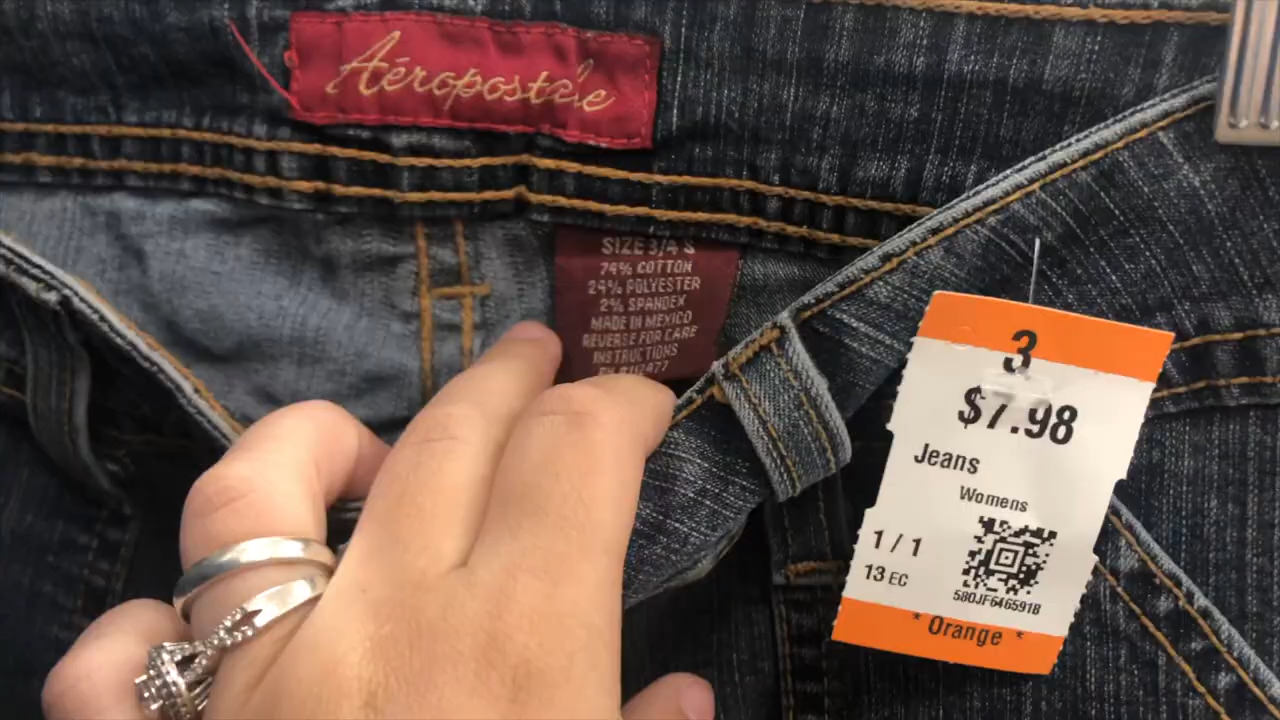 Aéropostale
SIZE 3/4 S
74% COTTON
24% POLYESTER
2% SPANDEX
MADE IN MEXICO
REVERSE FOR CARE
INSTRUCTIONS
3
$7.98
Jeans
Womens
1 / 1
13 EC
580JF6465918
* Orange *